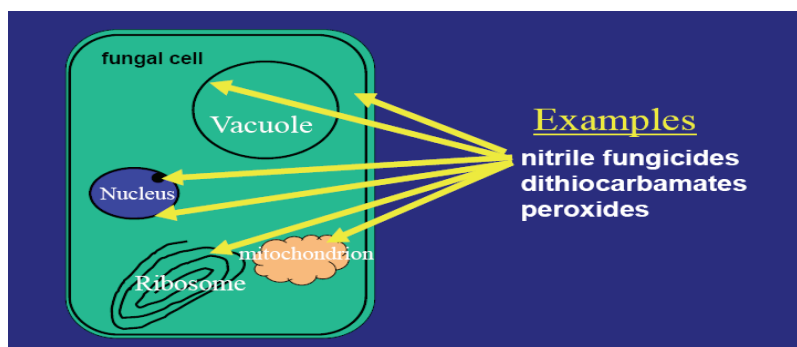 fungal cell
Vacuole
Examples
nitrile fungicides
dithiocarbamates
peroxides
Nucleus
mitochondrion
Ribosome